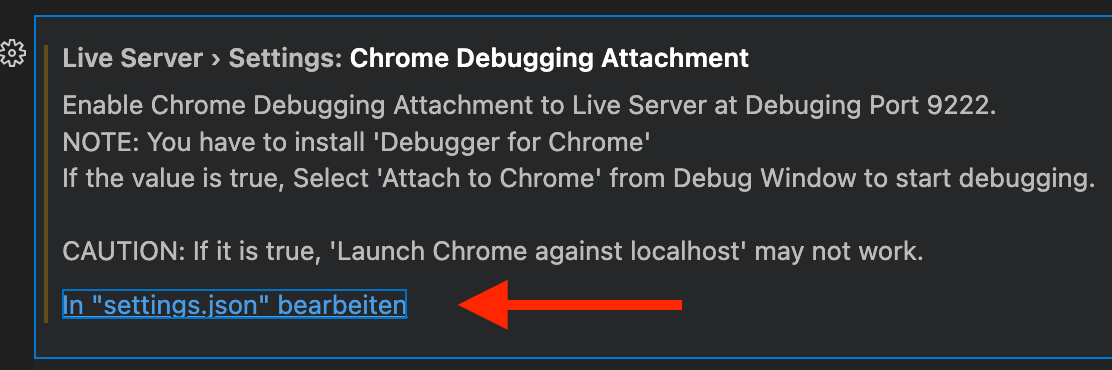 Live Server › Settings: Chrome Debugging Attachment
Enable Chrome Debugging Attachment to Live Server at Debuging Port 9222.
NOTE: You have to install 'Debugger for Chrome'
If the value is true, Select 'Attach to Chrome' from Debug Window to start debugging.
CAUTION: If it is true, 'Launch Chrome against localhost' may not work.
In "settings.json" bearbeiten